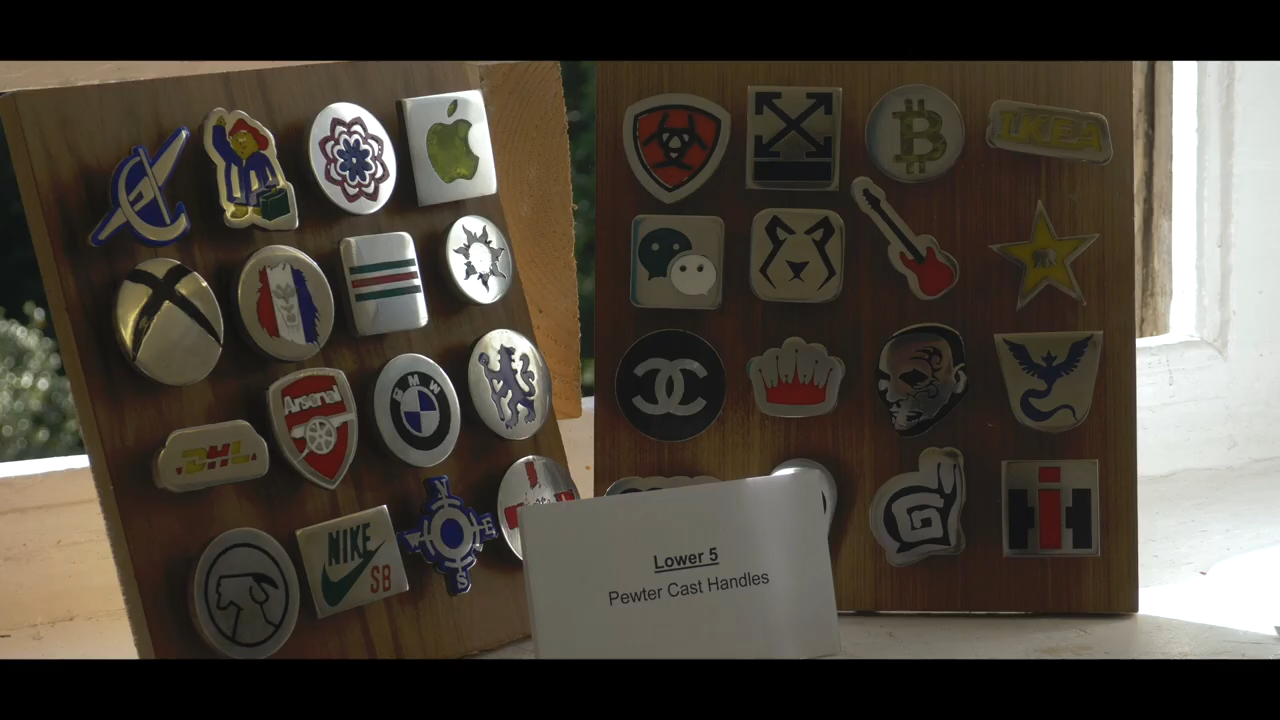 IKEA
Arsenal
BMW
DHL
NIKE
SB
N
W E
S
G
Lower 5
Pewter Cast Handles